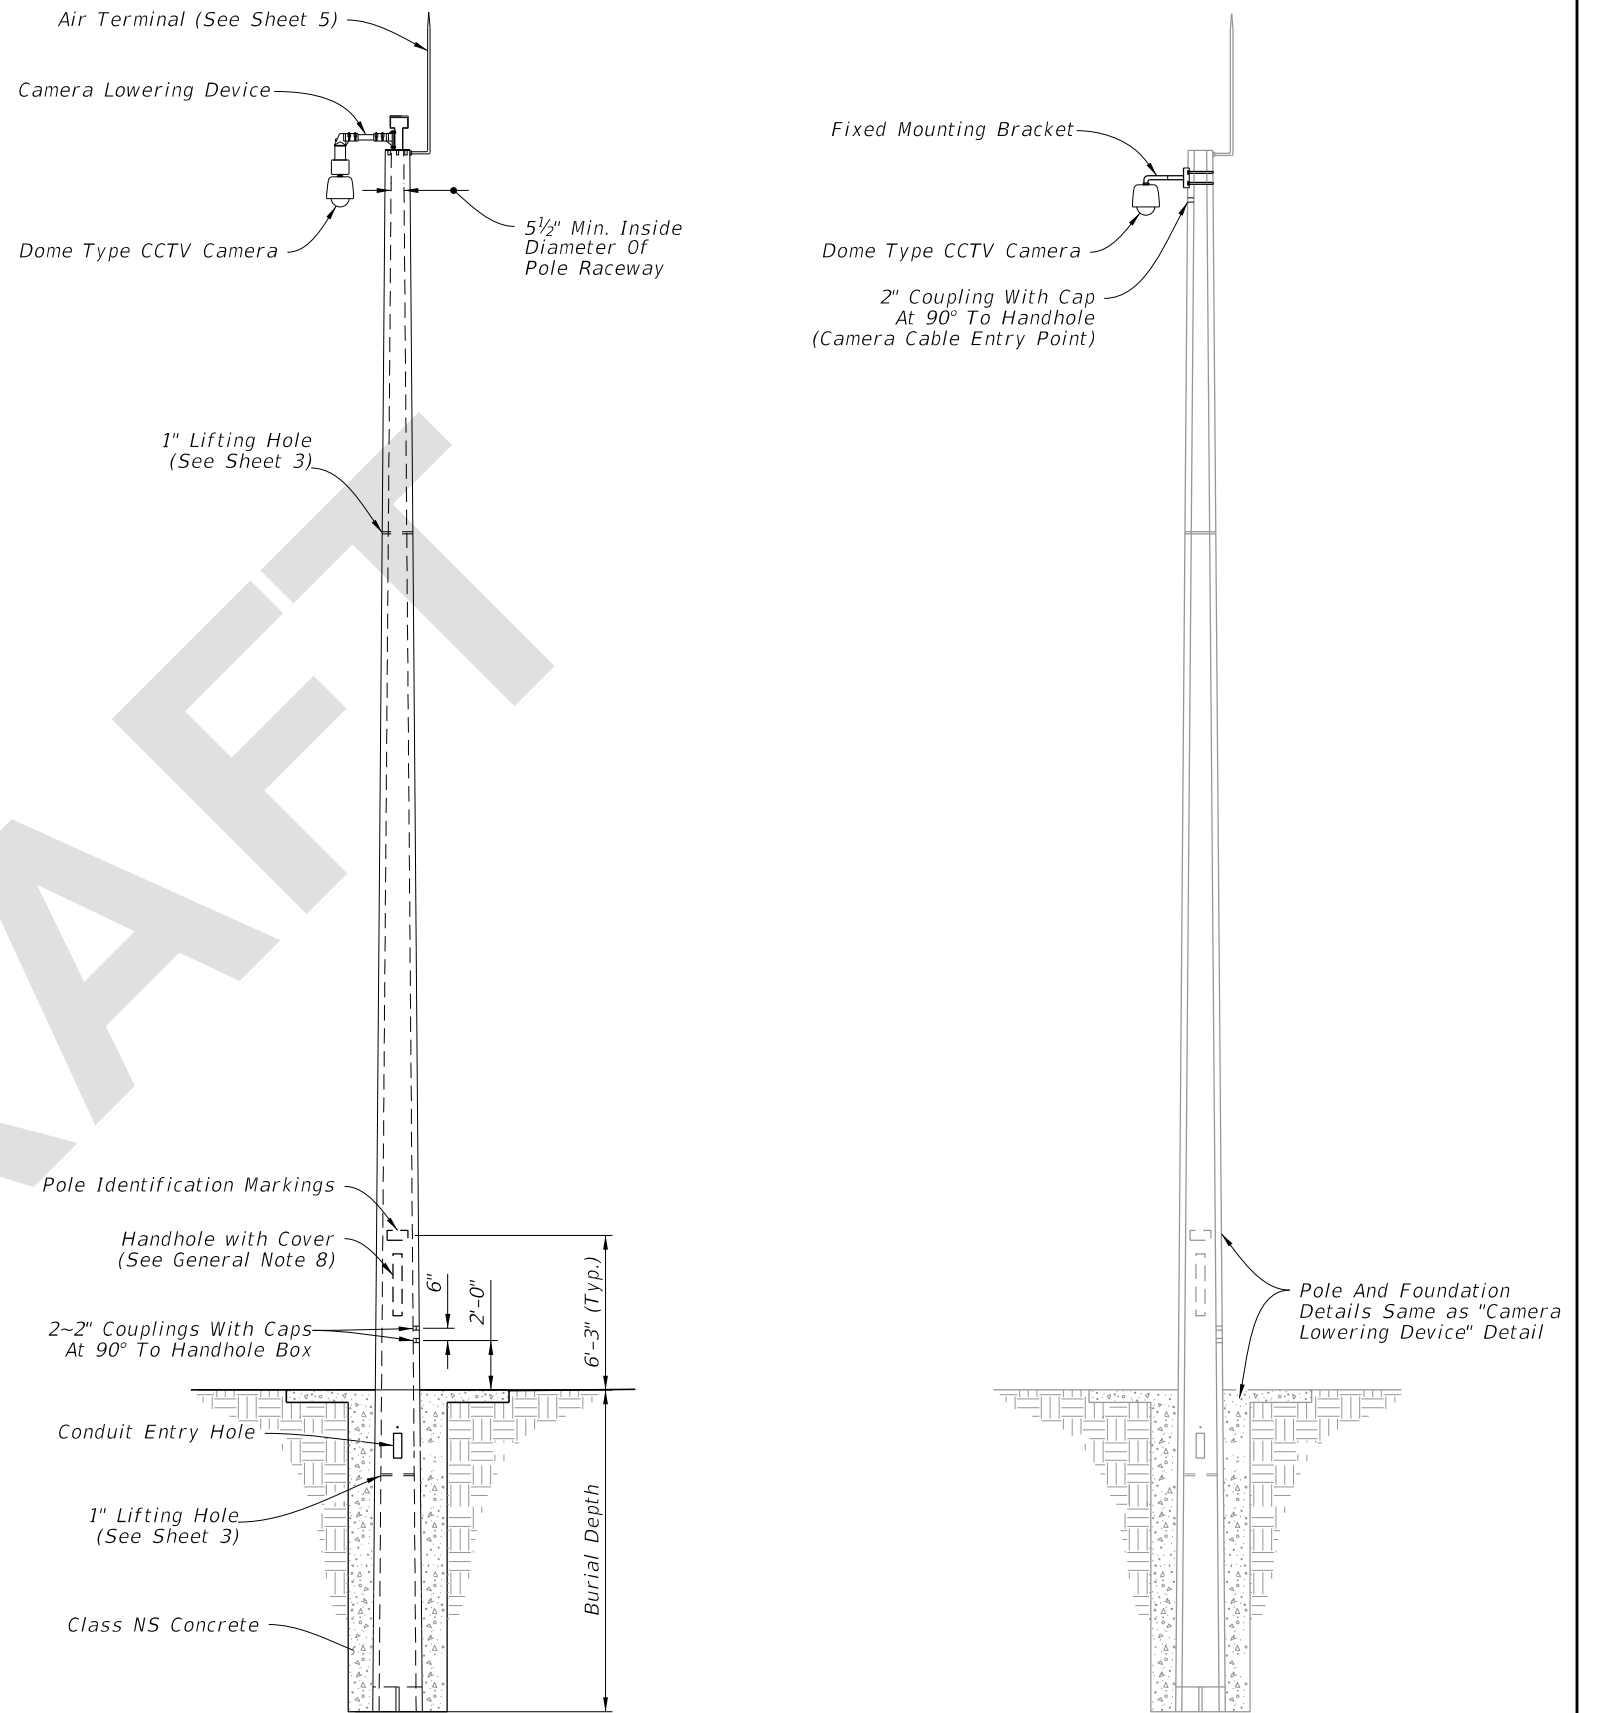 Air Terminal (See Sheet 5)
Camera Lowering Device
Dome Type CCTV Camera
5½" Min. Inside
Diameter Of
Pole Raceway
1" Lifting Hole
(See Sheet 3)
Pole Identification Markings
Handhole with Cover
(See General Note 8)
2~2" Couplings With Caps
At 90° To Handhole Box
6"
2'-0"
6'-3" (Typ.)
Conduit Entry Hole
1" Lifting Hole
(See Sheet 3)
Burial Depth
Class NS Concrete
Fixed Mounting Bracket
Dome Type CCTV Camera
2" Coupling With Cap
At 90° To Handhole
(Camera Cable Entry Point)
Pole And Foundation
Details Same as "Camera
Lowering Device" Detail
AFT